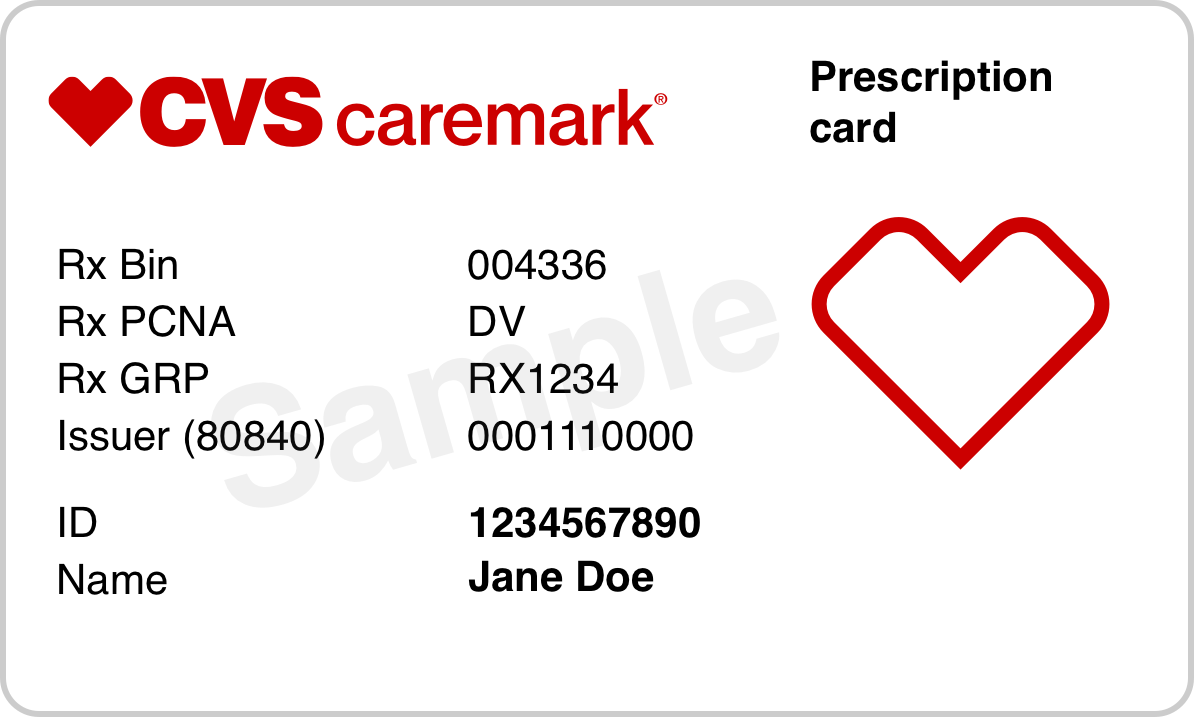 CVS caremark®
Prescription
card
Rx Bin 004336
Rx PCNA DV
Rx GRP RX1234
Issuer (80840) 0001110000
ID 1234567890
Name Jane Doe
Sample